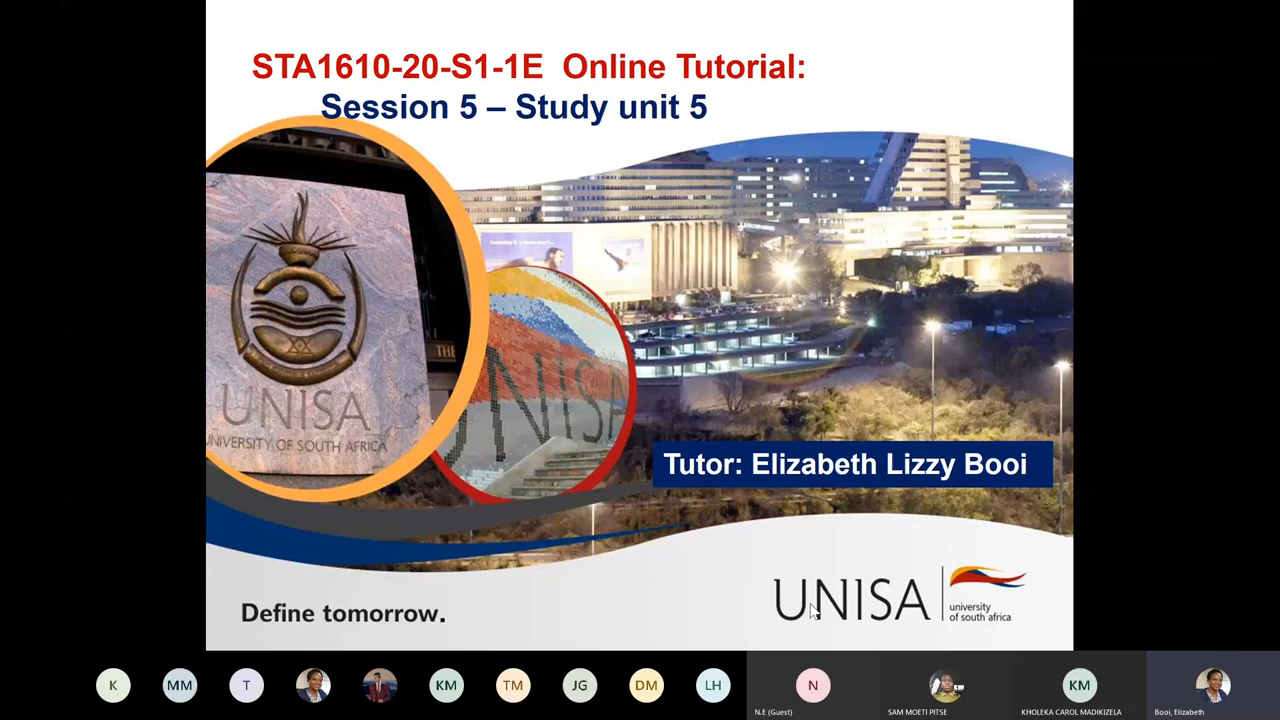 STA1610-20-S1-1E  Online Tutorial:
Session 5 – Study unit 5
THE
UNISA
UNIVERSITY OF SOUTH AFRICA
UNISA
Tutor: Elizabeth Lizzy Booi
Define tomorrow.
UNISA
university
of south africa
K
MM
T
KM
TM
JG
DM
LH
N
KM
N.E (Guest)
SAM MOETI PITSE
KHOLEKA CAROL MADIKIZELA
Booi, Elizabeth